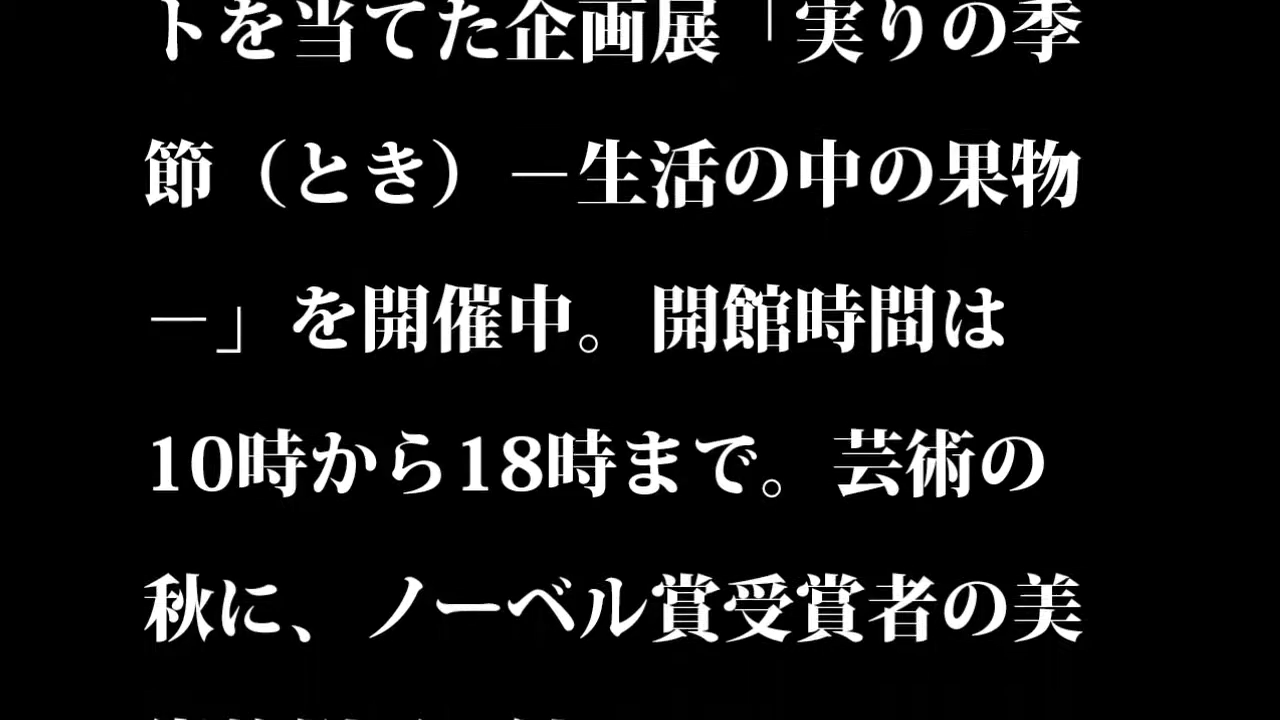 トを当てた企画展「実りの季
節（とき）－生活の中の果物
－」を開催中。開館時間は
10時から18時まで。芸術の
秋に、ノーベル賞受賞者の美